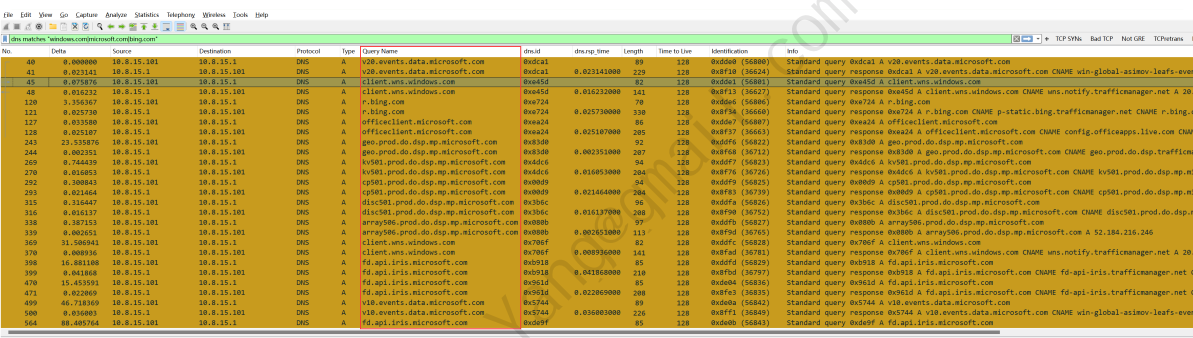 File Edit View Go Capture Analyze Statistics Telephony Wireless Tools Help
dns matches "windows.com|microsoft.com|bing.com"
TCP SYNs Bad TCP Not GRE TCPretrans
No. Delta Source Destination Protocol Type Query Name dns.id dns.rsp_time Length Time to Live Identification Info
40 0.000000 10.8.15.101 10.8.15.1 DNS A v20.events.data.microsoft.com 0xdca1 89 128 0xdde0 (56800) Standard query 0xdca1 A v20.events.data.microsoft.com
41 0.023141 10.8.15.1 10.8.15.101 DNS A v20.events.data.microsoft.com 0xdca1 0.023141000 229 128 0x8f10 (36624) Standard query response 0xdca1 A v20.events.data.microsoft.com CNAME win-global-asimov-leafs-eve
45 0.075876 10.8.15.101 10.8.15.1 DNS A client.wns.windows.com 0xe45d 82 128 0xdde1 (56801) Standard query 0xe45d A client.wns.windows.com
48 0.016232 10.8.15.1 10.8.15.101 DNS A client.wns.windows.com 0xe45d 0.016232000 141 128 0x8f13 (36627) Standard query response 0xe45d A client.wns.windows.com CNAME wns.notify.trafficmanager.net A 20.
120 3.356367 10.8.15.101 10.8.15.1 DNS A r.bing.com 0xe724 70 128 0xdde6 (56806) Standard query 0xe724 A r.bing.com
121 0.025730 10.8.15.1 10.8.15.101 DNS A r.bing.com 0xe724 0.025730000 330 128 0x8f34 (36660) Standard query response 0xe724 A r.bing.com CNAME p-static.bing.trafficmanager.net CNAME r.bing.c
127 0.033580 10.8.15.101 10.8.15.1 DNS A officeclient.microsoft.com 0xea24 86 128 0xdde7 (56807) Standard query 0xea24 A officeclient.microsoft.com
128 0.025107 10.8.15.1 10.8.15.101 DNS A officeclient.microsoft.com 0xea24 0.025107000 205 128 0x8f37 (36663) Standard query response 0xea24 A officeclient.microsoft.com CNAME config.officeapps.live.com CNAM
243 23.535876 10.8.15.101 10.8.15.1 DNS A geo.prod.do.dsp.mp.microsoft.com 0x83d0 92 128 0xddf6 (56822) Standard query 0x83d0 A geo.prod.do.dsp.mp.microsoft.com
244 0.002351 10.8.15.1 10.8.15.101 DNS A geo.prod.do.dsp.mp.microsoft.com 0x83d0 0.002351000 207 128 0x8f68 (36712) Standard query response 0x83d0 A geo.prod.do.dsp.mp.microsoft.com CNAME geo.prod.do.dsp.trafficma
269 0.744439 10.8.15.101 10.8.15.1 DNS A kv501.prod.do.dsp.mp.microsoft.com 0x4dc6 94 128 0xddf7 (56823) Standard query 0x4dc6 A kv501.prod.do.dsp.mp.microsoft.com
270 0.016053 10.8.15.1 10.8.15.101 DNS A kv501.prod.do.dsp.mp.microsoft.com 0x4dc6 0.016053000 204 128 0x8f76 (36726) Standard query response 0x4dc6 A kv501.prod.do.dsp.mp.microsoft.com CNAME kv501.prod.do.dsp.mp.m
292 0.300843 10.8.15.101 10.8.15.1 DNS A cp501.prod.do.dsp.mp.microsoft.com 0x00d9 94 128 0xddf9 (56825) Standard query 0x00d9 A cp501.prod.do.dsp.mp.microsoft.com
293 0.021464 10.8.15.1 10.8.15.101 DNS A cp501.prod.do.dsp.mp.microsoft.com 0x00d9 0.021464000 204 128 0x8f83 (36739) Standard query response 0x00d9 A cp501.prod.do.dsp.mp.microsoft.com CNAME cp501.prod.do.dsp.mp.m
315 0.316447 10.8.15.101 10.8.15.1 DNS A disc501.prod.do.dsp.mp.microsoft.com 0x3b6c 96 128 0xddfa (56826) Standard query 0x3b6c A disc501.prod.do.dsp.mp.microsoft.com
316 0.016137 10.8.15.1 10.8.15.101 DNS A disc501.prod.do.dsp.mp.microsoft.com 0x3b6c 0.016137000 208 128 0x8f90 (36752) Standard query response 0x3b6c A disc501.prod.do.dsp.mp.microsoft.com CNAME disc501.prod.do.dsp.m
338 0.387153 10.8.15.101 10.8.15.1 DNS A array506.prod.do.dsp.mp.microsoft.com 0x080b 97 128 0xddfb (56827) Standard query 0x080b A array506.prod.do.dsp.mp.microsoft.com
339 0.002651 10.8.15.1 10.8.15.101 DNS A array506.prod.do.dsp.mp.microsoft.com 0x080b 0.002651000 113 128 0x8f9d (36765) Standard query response 0x080b A array506.prod.do.dsp.mp.microsoft.com A 52.184.216.246
369 31.506941 10.8.15.101 10.8.15.1 DNS A client.wns.windows.com 0x706f 82 128 0xddfc (56828) Standard query 0x706f A client.wns.windows.com
370 0.008936 10.8.15.1 10.8.15.101 DNS A client.wns.windows.com 0x706f 0.008936000 141 128 0x8fad (36781) Standard query response 0x706f A client.wns.windows.com CNAME wns.notify.trafficmanager.net A 20.
398 16.881108 10.8.15.101 10.8.15.1 DNS A fd.api.iris.microsoft.com 0xb918 85 128 0xddfd (56829) Standard query 0xb918 A fd.api.iris.microsoft.com
399 0.041868 10.8.15.1 10.8.15.101 DNS A fd.api.iris.microsoft.com 0xb918 0.041868000 210 128 0x8fbd (36797) Standard query response 0xb918 A fd.api.iris.microsoft.com CNAME fd-api-iris.trafficmanager.net C
470 15.453591 10.8.15.101 10.8.15.1 DNS A fd.api.iris.microsoft.com 0x961d 85 128 0xde04 (56836) Standard query 0x961d A fd.api.iris.microsoft.com
471 0.022069 10.8.15.1 10.8.15.101 DNS A fd.api.iris.microsoft.com 0x961d 0.022069000 208 128 0x8fe3 (36835) Standard query response 0x961d A fd.api.iris.microsoft.com CNAME fd-api-iris.trafficmanager.net C
499 46.718369 10.8.15.101 10.8.15.1 DNS A v10.events.data.microsoft.com 0x5744 89 128 0xde0a (56842) Standard query 0x5744 A v10.events.data.microsoft.com
500 0.036003 10.8.15.1 10.8.15.101 DNS A v10.events.data.microsoft.com 0x5744 0.036003000 226 128 0x8ff1 (36849) Standard query response 0x5744 A v10.events.data.microsoft.com CNAME win-global-asimov-leafs-eve
564 88.405764 10.8.15.101 10.8.15.1 DNS A fd.api.iris.microsoft.com 0xde9f 85 128 0xde0b (56843) Standard query 0xde9f A fd.api.iris.microsoft.com